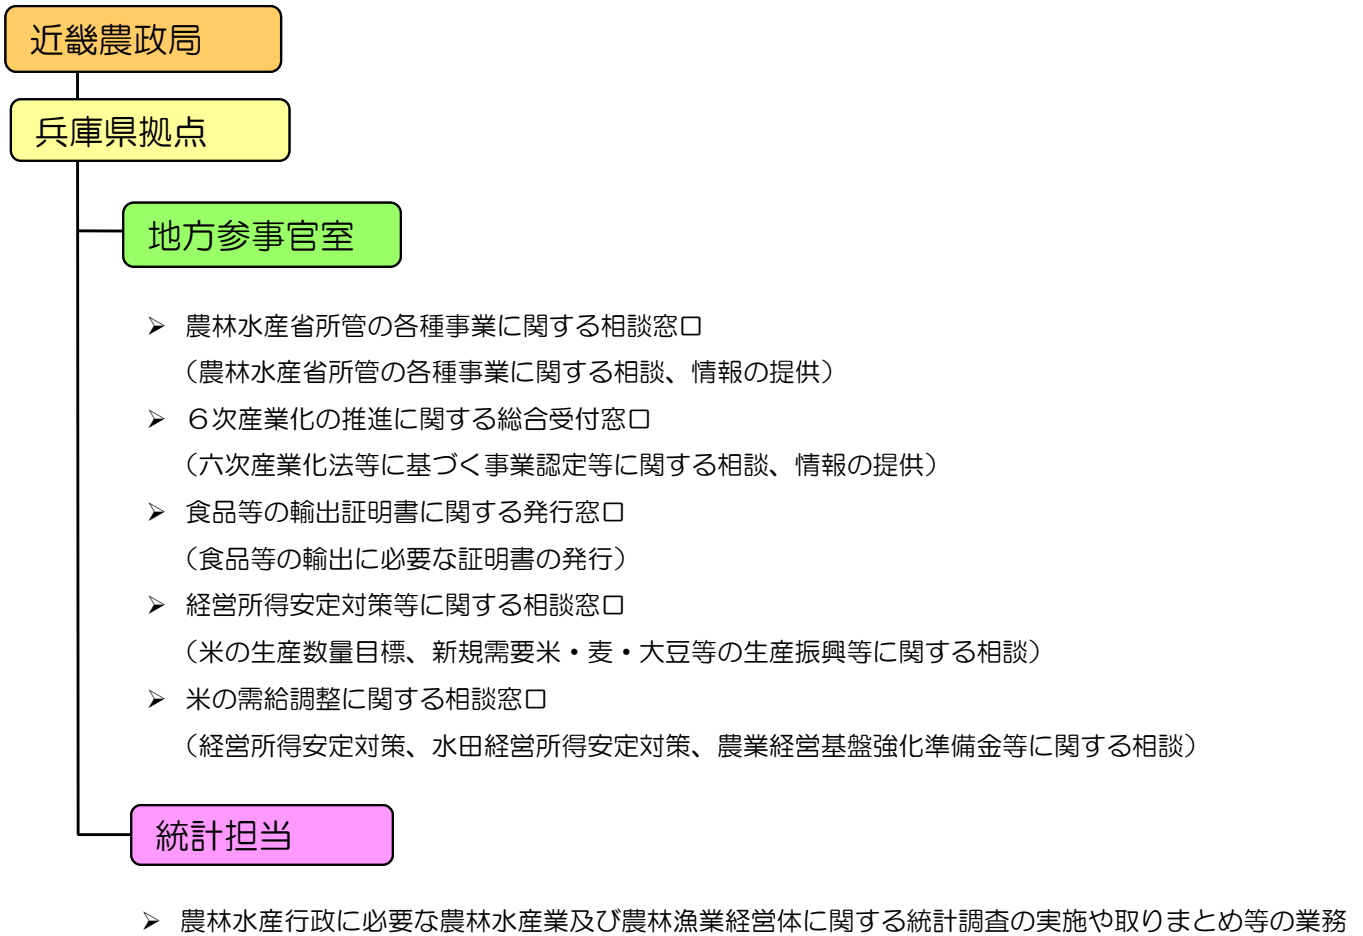 近畿農政局
兵庫県拠点
地方参事官室
➢ 農林水産省所管の各種事業に関する相談窓口
（農林水産省所管の各種事業に関する相談、情報の提供）
➢ ６次産業化の推進に関する総合受付窓口
（六次産業化法等に基づく事業認定等に関する相談、情報の提供）
➢ 食品等の輸出証明書に関する発行窓口
（食品等の輸出に必要な証明書の発行）
➢ 経営所得安定対策等に関する相談窓口
（米の生産数量目標、新規需要米・麦・大豆等の生産振興等に関する相談）
➢ 米の需給調整に関する相談窓口
（経営所得安定対策、水田経営所得安定対策、農業経営基盤強化準備金等に関する相談）
統計担当
➢ 農林水産行政に必要な農林水産業及び農林漁業経営体に関する統計調査の実施や取りまとめ等の業務